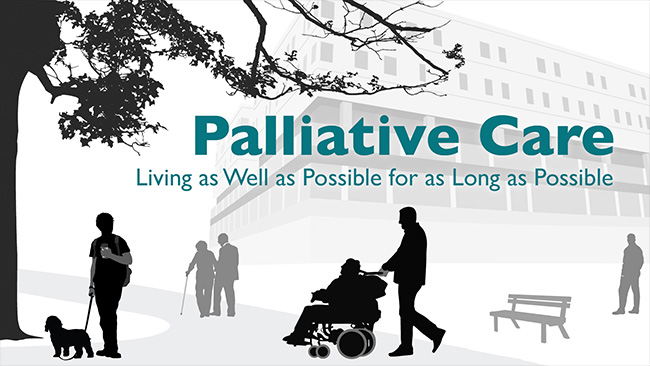 Palliative Care
Living as Well as Possible for as Long as Possible